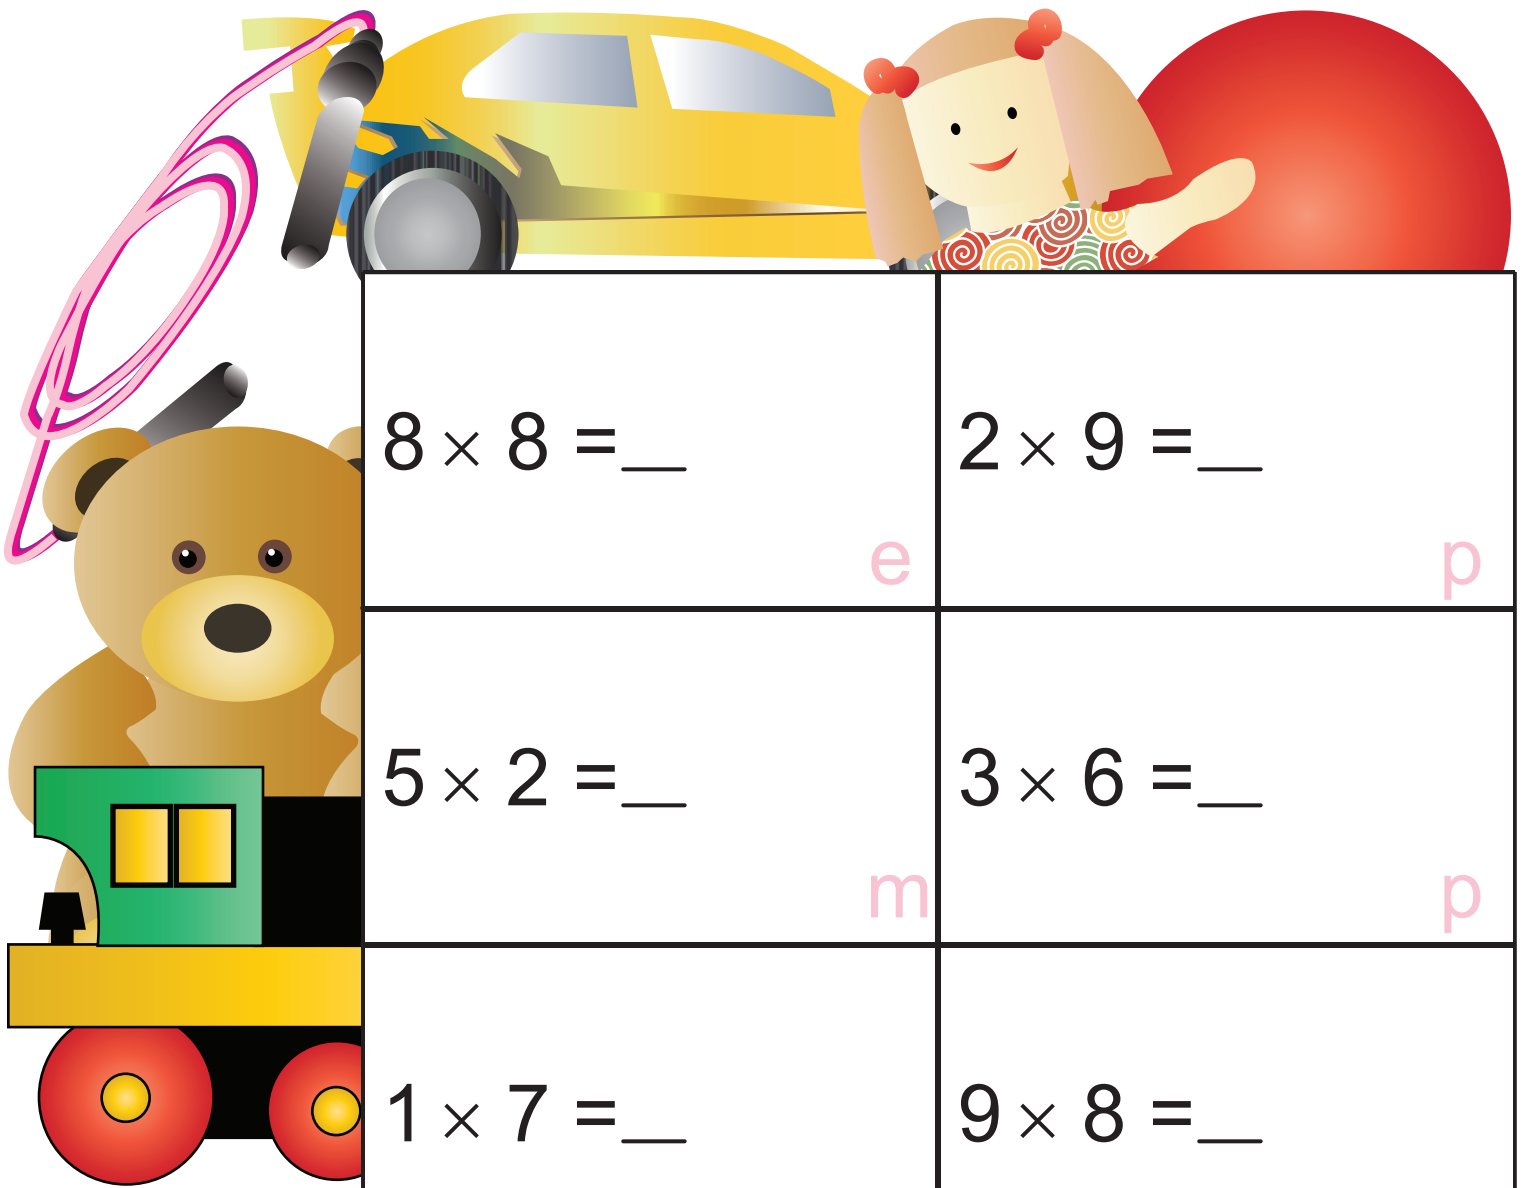 8 × 8 =__
2 × 9 =__
e
p
5 × 2 =__
3 × 6 =__
m
p
1 × 7 =__
9 × 8 =__